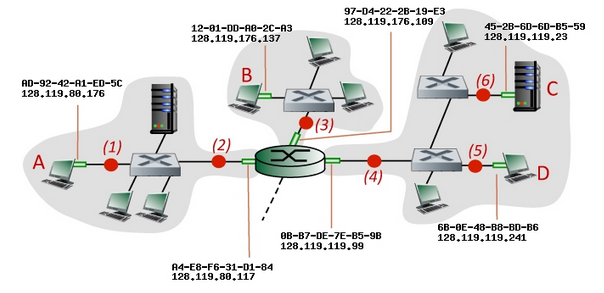 97-D4-22-2B-19-E3
128.119.176.109
12-01-DD-A0-2C-A3
128.119.176.137
45-2B-6D-6D-B5-59
128.119.119.23
AD-92-42-A1-ED-5C
128.119.80.176
B
C
(6)
(3)
(1)
(2)
(5)
A
D
(4)
0B-B7-DE-7E-B5-9B
128.119.119.99
6B-0E-48-B8-BD-B6
128.119.119.241
A4-E8-F6-31-D1-84
128.119.80.117